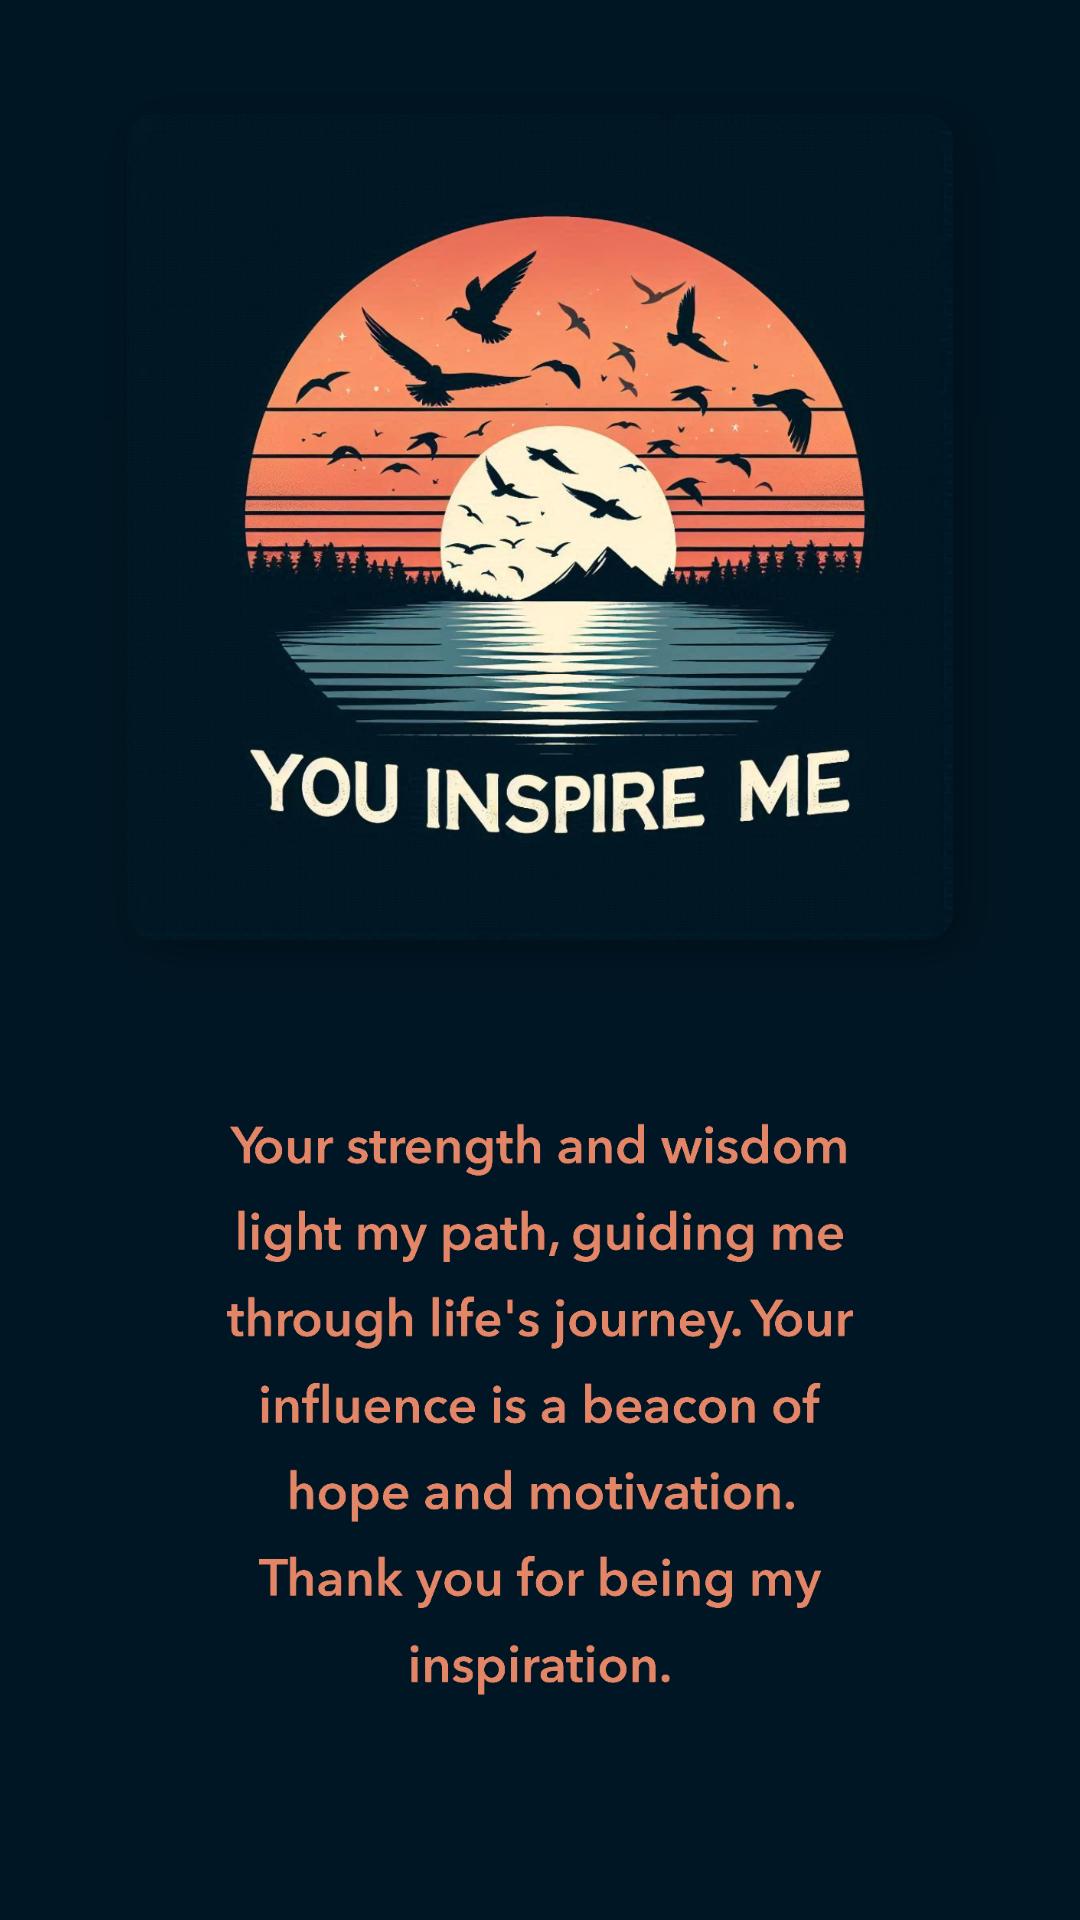 YOU INSPIRE ME
Your strength and wisdom
light my path, guiding me
through life's journey. Your
influence is a beacon of
hope and motivation.
Thank you for being my
inspiration.